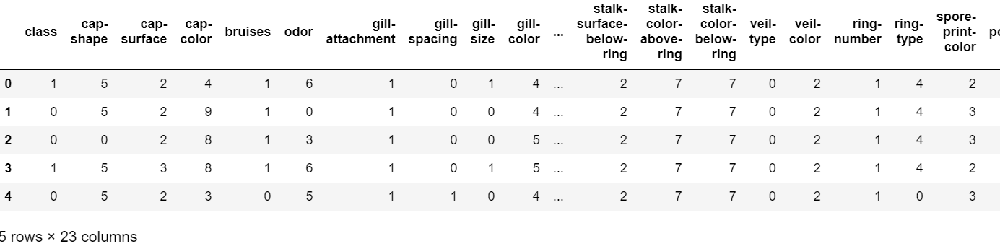 class cap-shape cap-surface cap-color bruises odor gill-attachment gill-spacing gill-size gill-color ... stalk-surface-below-ring stalk-color-above-ring stalk-color-below-ring veil-type veil-color ring-number ring-type spore-print-color
0 1 5 2 4 1 6 1 0 1 4 ... 2 7 7 0 2 1 4 2
1 0 5 2 9 1 0 1 0 0 4 ... 2 7 7 0 2 1 4 3
2 0 0 2 8 1 3 1 0 0 5 ... 2 7 7 0 2 1 4 3
3 1 5 3 8 1 6 1 0 1 5 ... 2 7 7 0 2 1 4 2
4 0 5 2 3 0 5 1 1 0 4 ... 2 7 7 0 2 1 0 3
5 rows × 23 columns